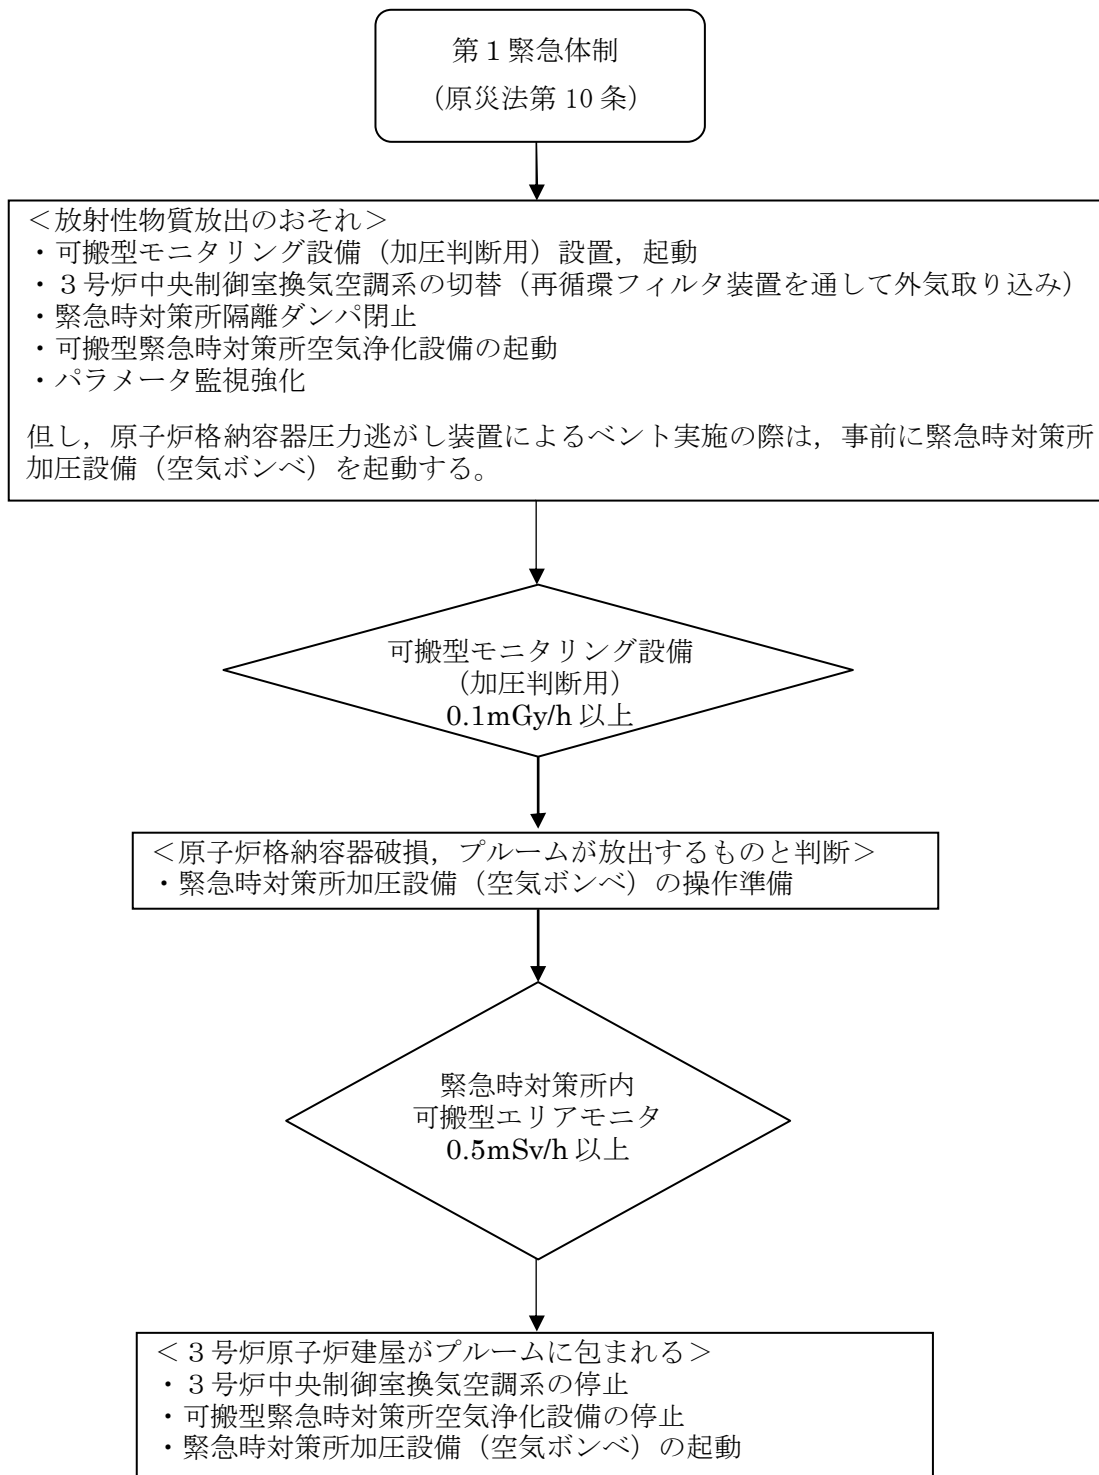 第１緊急体制
（原災法第 10 条）
＜放射性物質放出のおそれ＞
・可搬型モニタリング設備（加圧判断用）設置，起動
・３号炉中央制御室換気空調系の切替（再循環フィルタ装置を通して外気取り込み）
・緊急時対策所隔離ダンパ閉止
・可搬型緊急時対策所空気浄化設備の起動
・パラメータ監視強化
但し，原子炉格納容器圧力逃がし装置によるベント実施の際は，事前に緊急時対策所
加圧設備（空気ボンベ）を起動する。
可搬型モニタリング設備
（加圧判断用）
0.1mGy/h 以上
＜原子炉格納容器破損，プルームが放出するものと判断＞
・緊急時対策所加圧設備（空気ボンベ）の操作準備
緊急時対策所内
可搬型エリアモニタ
0.5mSv/h 以上
＜３号炉原子炉建屋がプルームに包まれる＞
・３号炉中央制御室換気空調系の停止
・可搬型緊急時対策所空気浄化設備の停止
・緊急時対策所加圧設備（空気ボンベ）の起動